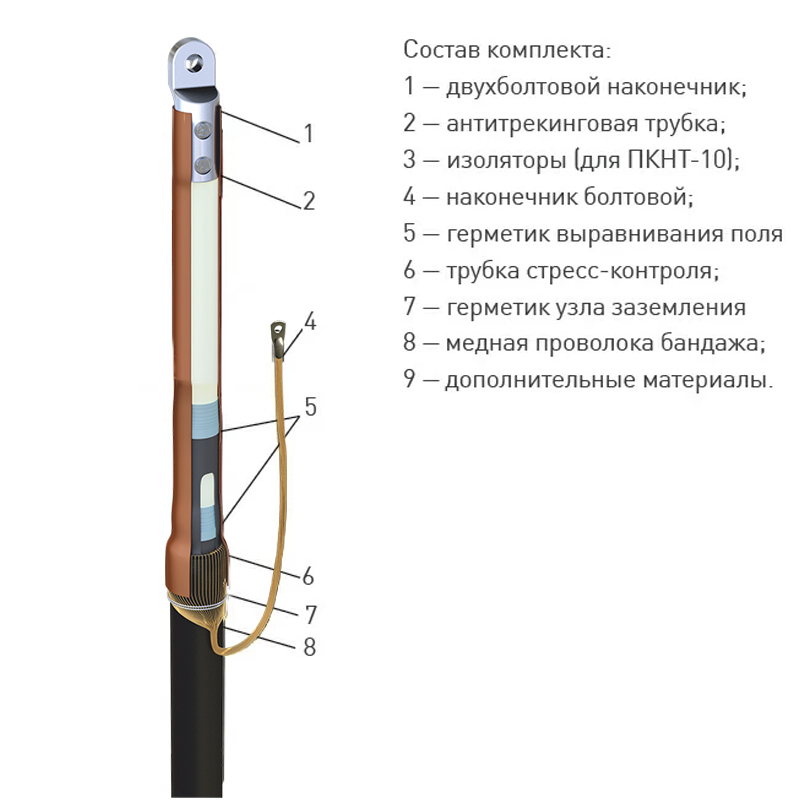 Состав комплекта:
1 — двухболтовой наконечник;
2 — антитрекинговая трубка;
3 — изоляторы (для ПКНТ-10);
4 — наконечник болтовой;
5 — герметик выравнивания поля
6 — трубка стресс-контроля;
7 — герметик узла заземления
8 — медная проволока бандажа;
9 — дополнительные материалы.
1
2
4
5
6
7
8